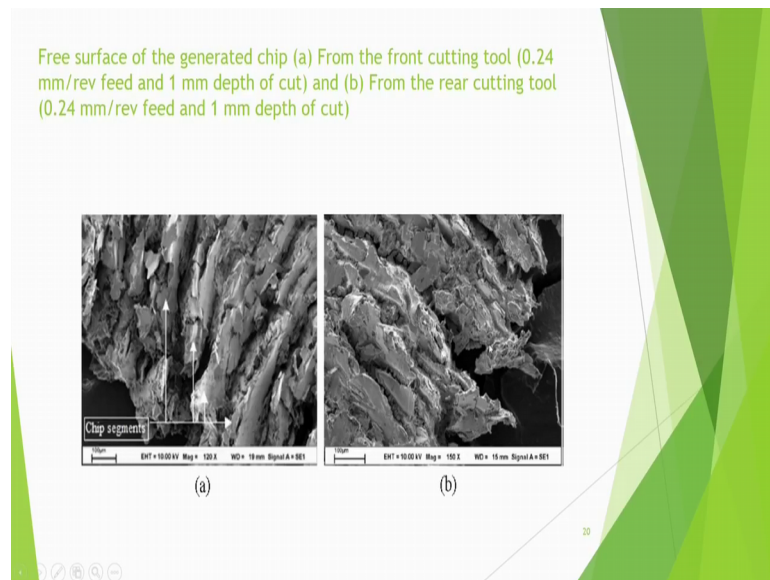 Free surface of the generated chip (a) From the front cutting tool (0.24
mm/rev feed and 1 mm depth of cut) and (b) From the rear cutting tool
(0.24 mm/rev feed and 1 mm depth of cut)
Chip segments
100µm EHT = 10.00 kV Mag = 120 X WD = 19 mm Signal A = SE1
100µm EHT = 10.00 kV Mag = 150 X WD = 15 mm Signal A = SE1
(a)
(b)
20